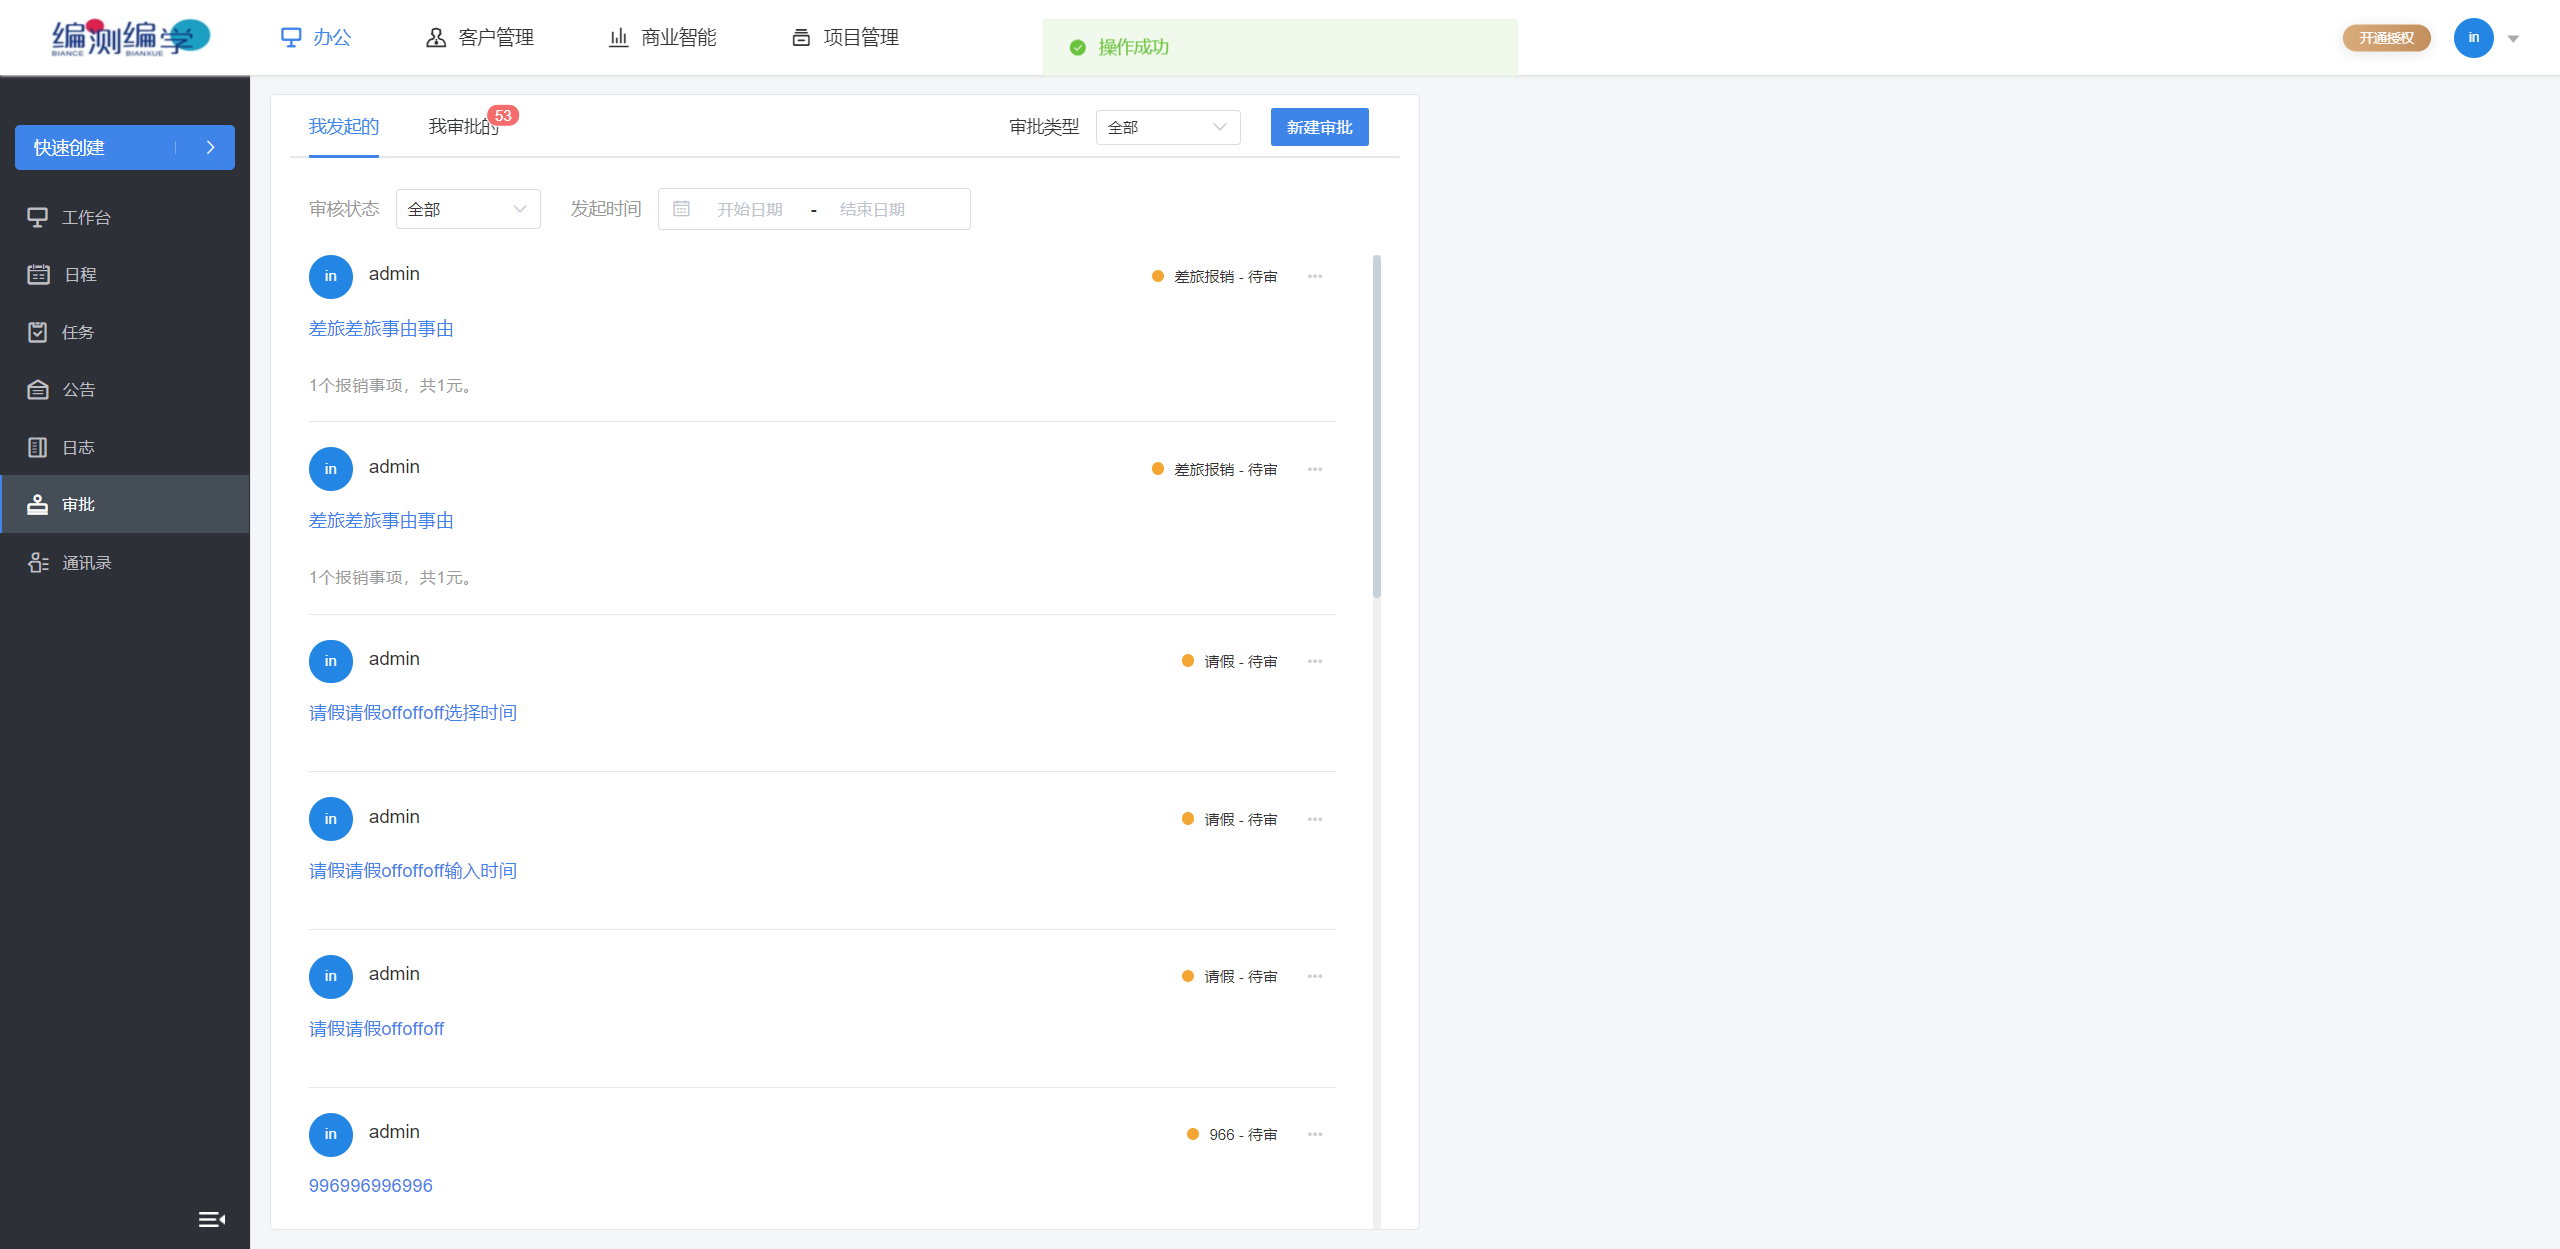 编测编学
BIANCE BIANXUE
办公
客户管理
商业智能
项目管理
操作成功
开通授权
in
快速创建
工作台
日程
任务
公告
日志
审批
通讯录
我发起的
我审批的
53
审批类型
全部
新建审批
审核状态
全部
发起时间
开始日期 - 结束日期
in admin
差旅报销 - 待审
差旅差旅事由事由
1个报销事项，共1元。
in admin
差旅报销 - 待审
差旅差旅事由事由
1个报销事项，共1元。
in admin
请假 - 待审
请假请假offoffoff选择时间
in admin
请假 - 待审
请假请假offoffoff输入时间
in admin
请假 - 待审
请假请假offoffoff
in admin
966 - 待审
996996996996